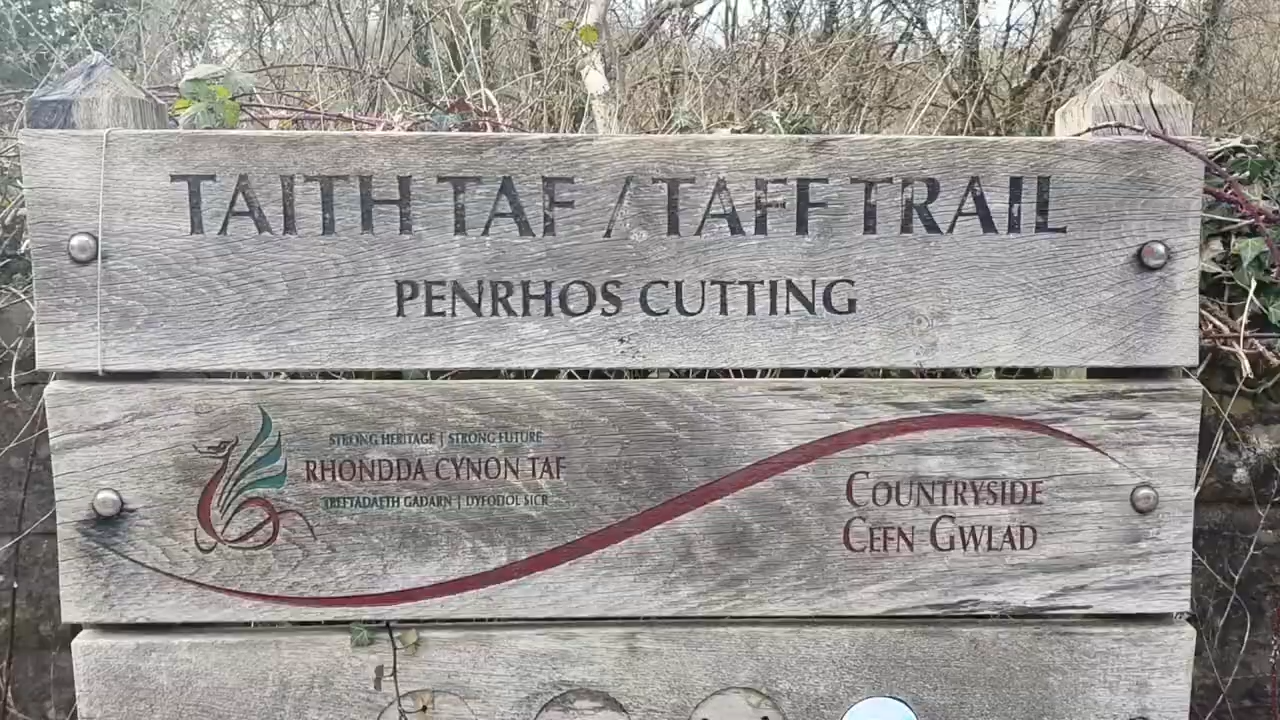 TAITH TAF / TAFF TRAIL
PENRHOS CUTTING
STRONG HERITAGE | STRONG FUTURE
RHONDDA CYNON TAF
TREFTADAETH GADARN | DYFODOL SICR
COUNTRYSIDE
CEFN GWLAD